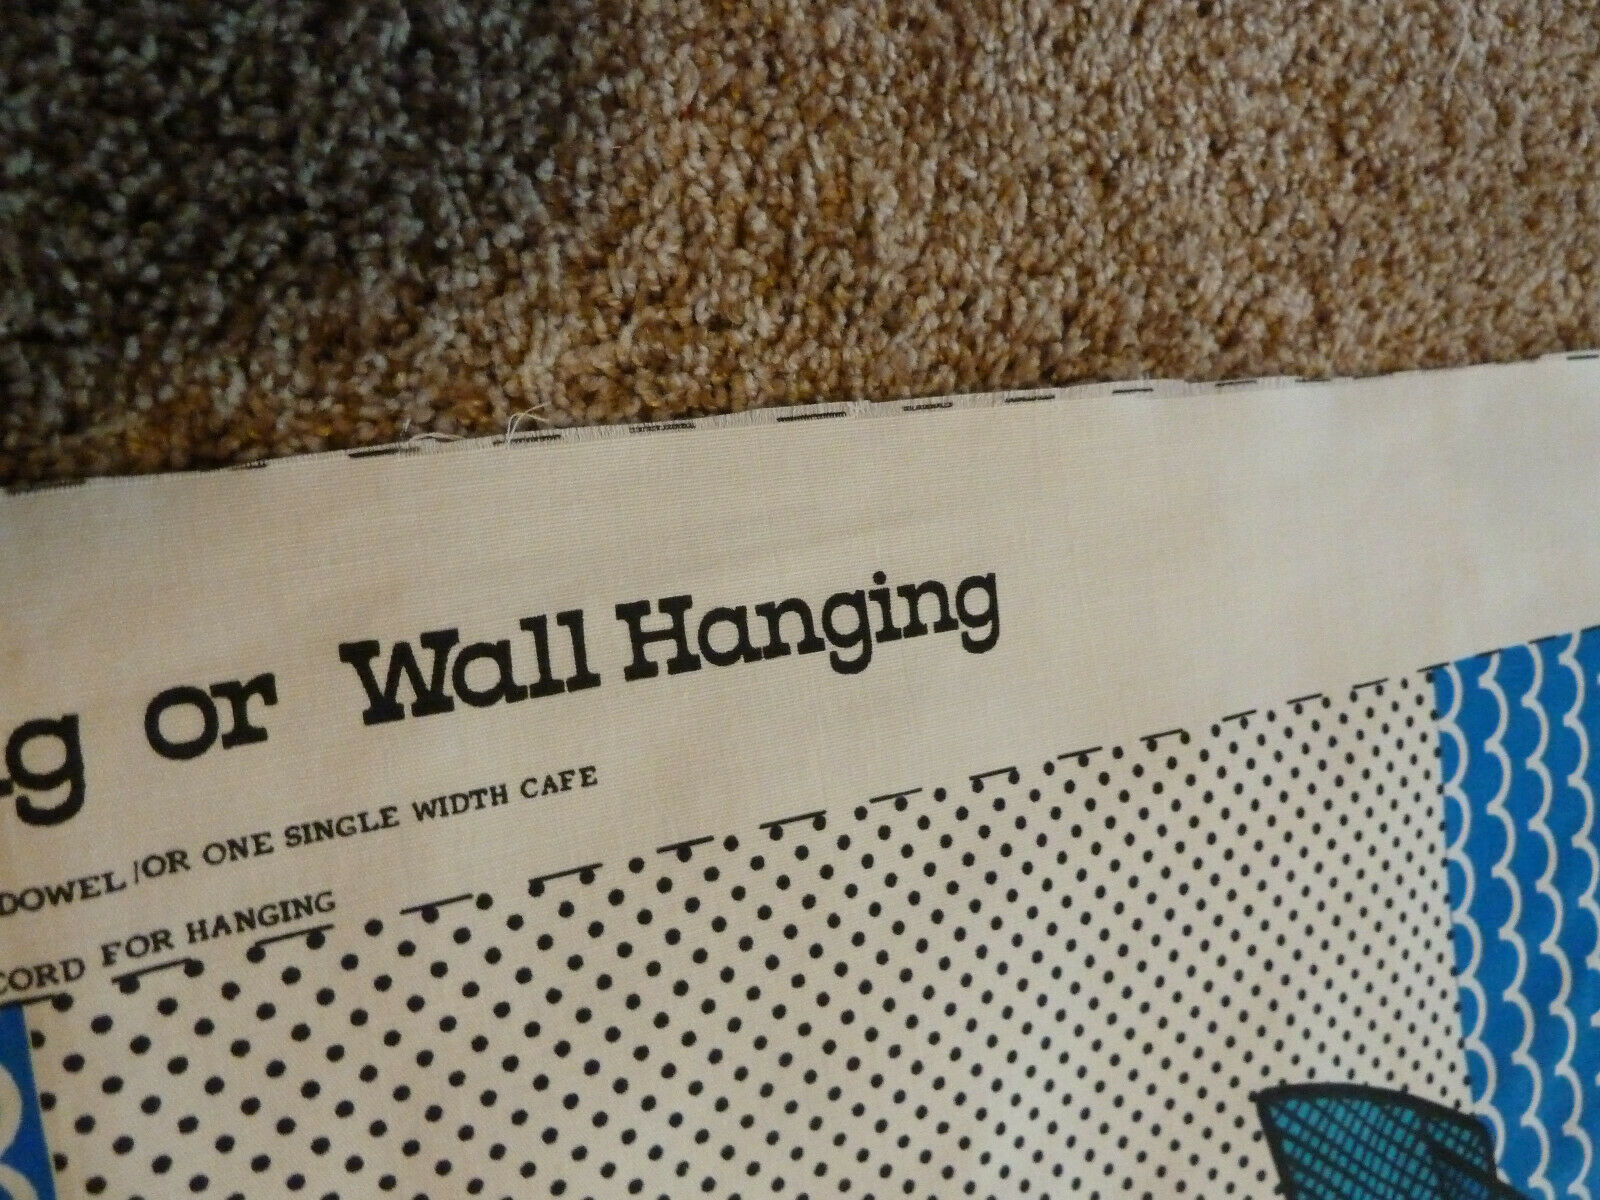 g or Wall Hanging
DOWEL/OR ONE SINGLE WIDTH CAFE
CORD FOR HANGING